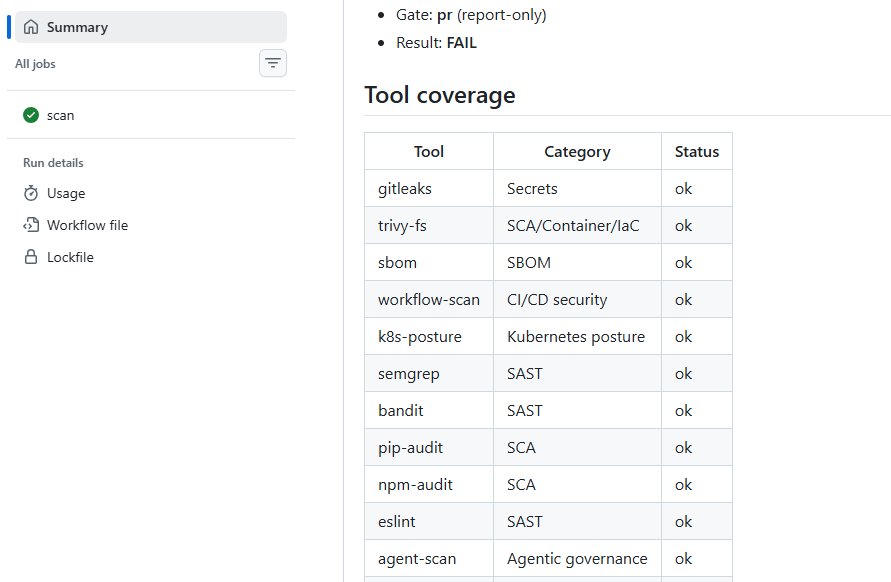 Summary
All jobs
scan
Run details
Usage
Workflow file
Lockfile
Gate: pr (report-only)
Result: FAIL
Tool coverage
Tool Category Status
gitleaks Secrets ok
trivy-fs SCA/Container/IaC ok
sbom SBOM ok
workflow-scan CI/CD security ok
k8s-posture Kubernetes posture ok
semgrep SAST ok
bandit SAST ok
pip-audit SCA ok
npm-audit SCA ok
eslint SAST ok
agent-scan Agentic governance ok